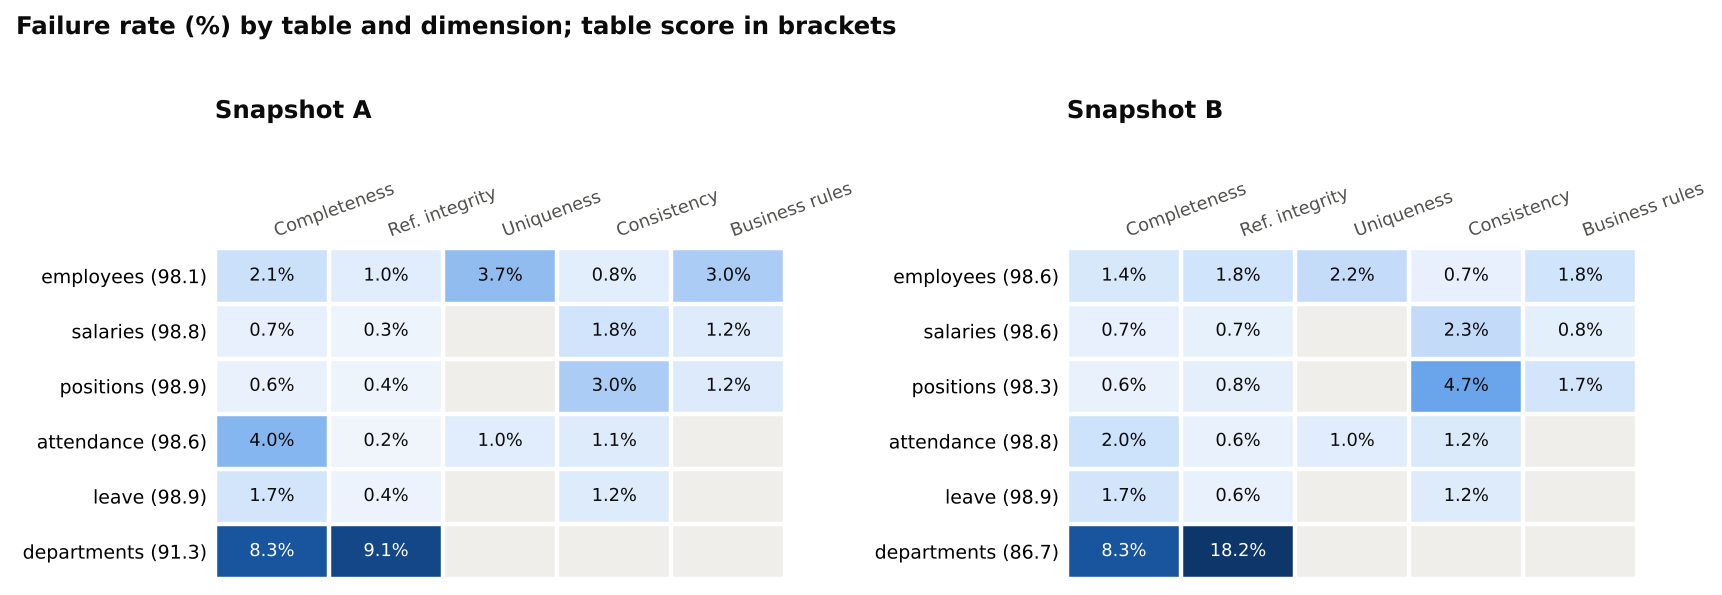 Failure rate (%) by table and dimension; table score in brackets
Snapshot A
Completeness Ref. integrity Uniqueness Consistency Business rules
employees (98.1) 2.1% 1.0% 3.7% 0.8% 3.0%
salaries (98.8) 0.7% 0.3% 1.8% 1.2%
positions (98.9) 0.6% 0.4% 3.0% 1.2%
attendance (98.6) 4.0% 0.2% 1.0% 1.1%
leave (98.9) 1.7% 0.4% 1.2%
departments (91.3) 8.3% 9.1%
Snapshot B
Completeness Ref. integrity Uniqueness Consistency Business rules
employees (98.6) 1.4% 1.8% 2.2% 0.7% 1.8%
salaries (98.6) 0.7% 0.7% 2.3% 0.8%
positions (98.3) 0.6% 0.8% 4.7% 1.7%
attendance (98.8) 2.0% 0.6% 1.0% 1.2%
leave (98.9) 1.7% 0.6% 1.2%
departments (86.7) 8.3% 18.2%